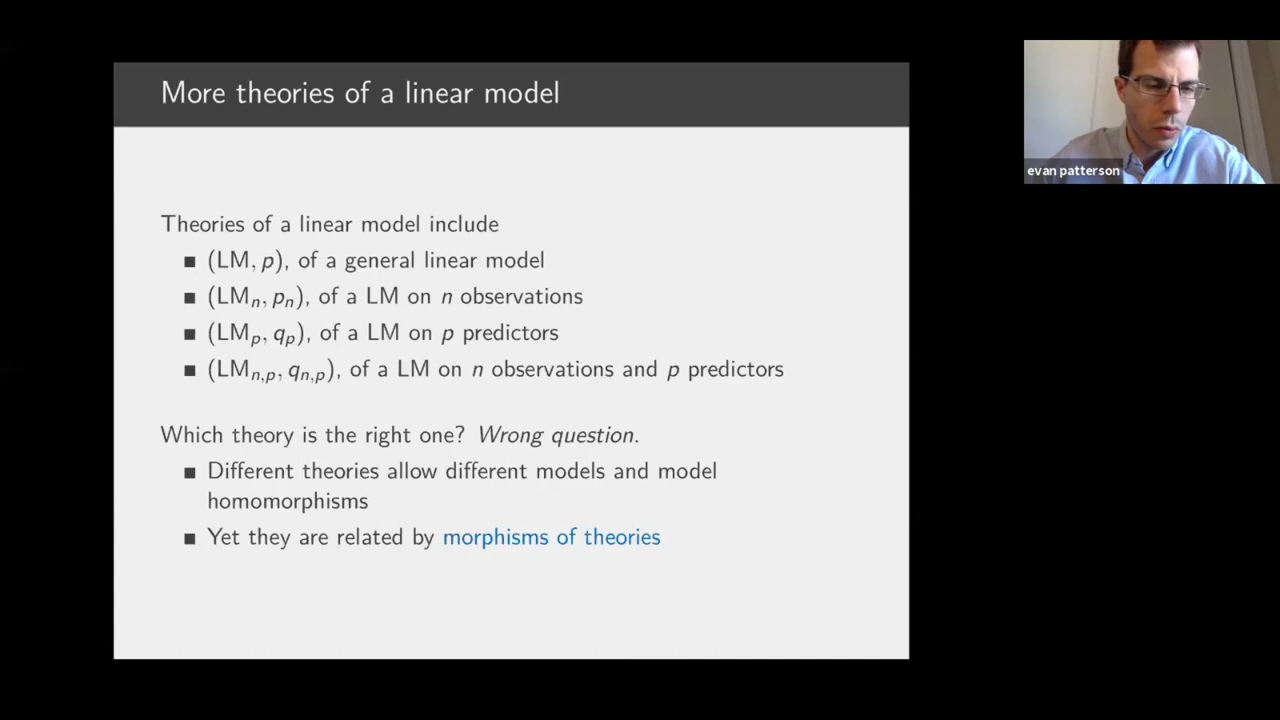 More theories of a linear model
evan patterson
Theories of a linear model include
■ (LM, p), of a general linear model
■ (LMₙ, pₙ), of a LM on n observations
■ (LMₚ, qₚ), of a LM on p predictors
■ (LMₙ,ₚ, qₙ,ₚ), of a LM on n observations and p predictors
Which theory is the right one? Wrong question.
■ Different theories allow different models and model
homomorphisms
■ Yet they are related by morphisms of theories